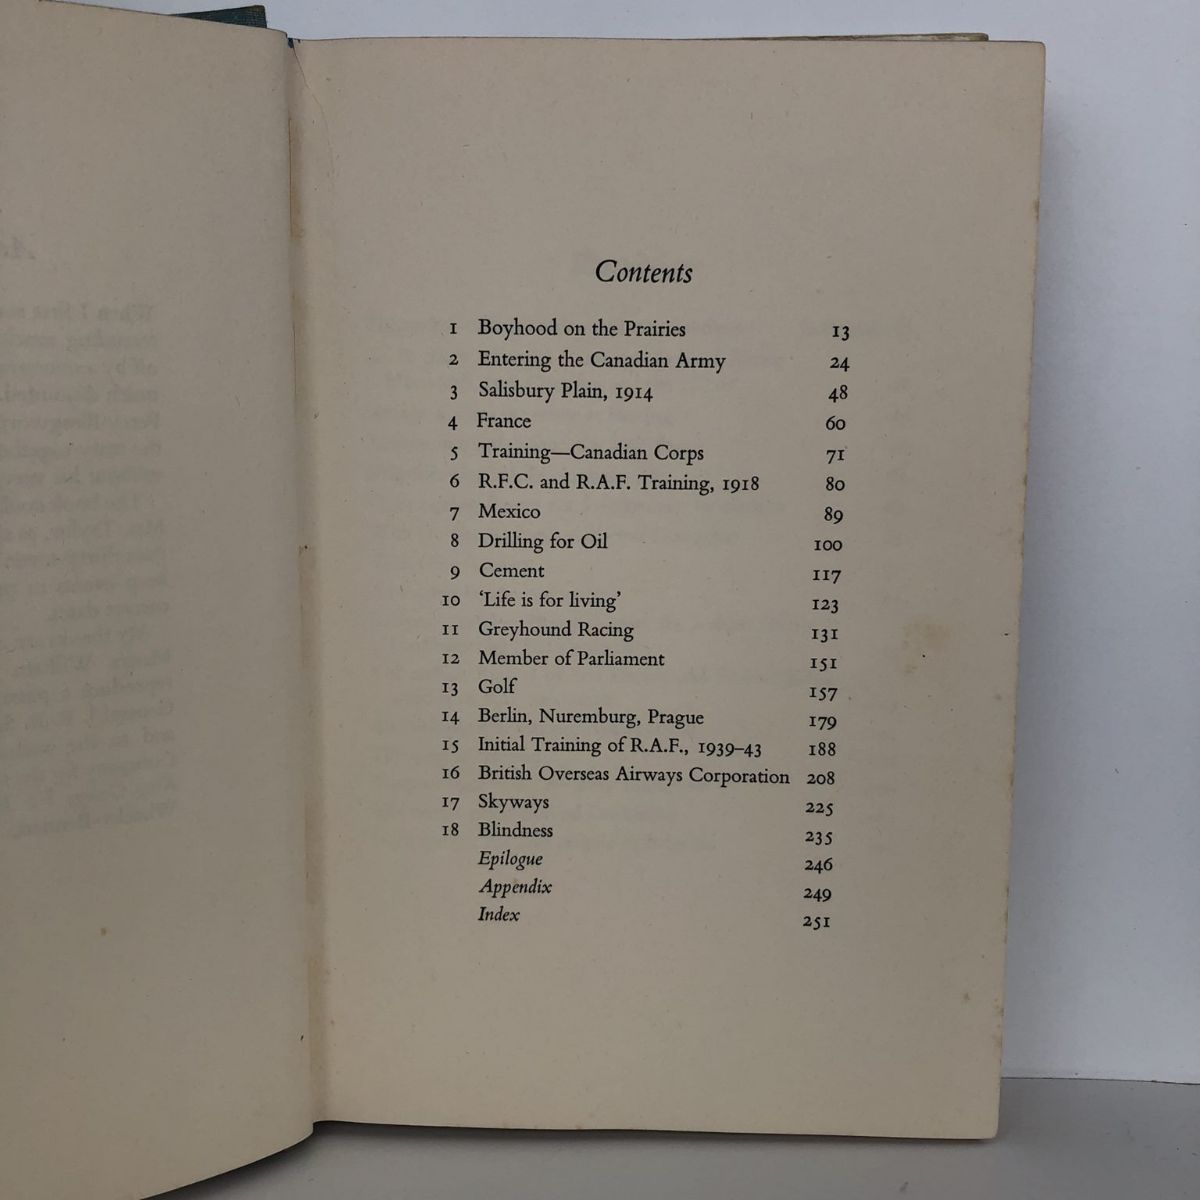 Contents
1 Boyhood on the Prairies 13
2 Entering the Canadian Army 24
3 Salisbury Plain, 1914 48
4 France 60
5 Training—Canadian Corps 71
6 R.F.C. and R.A.F. Training, 1918 80
7 Mexico 89
8 Drilling for Oil 100
9 Cement 117
10 ‘Life is for living’ 123
11 Greyhound Racing 131
12 Member of Parliament 151
13 Golf 157
14 Berlin, Nuremburg, Prague 179
15 Initial Training of R.A.F., 1939–43 188
16 British Overseas Airways Corporation 208
17 Skyways 225
18 Blindness 235
Epilogue 246
Appendix 249
Index 251